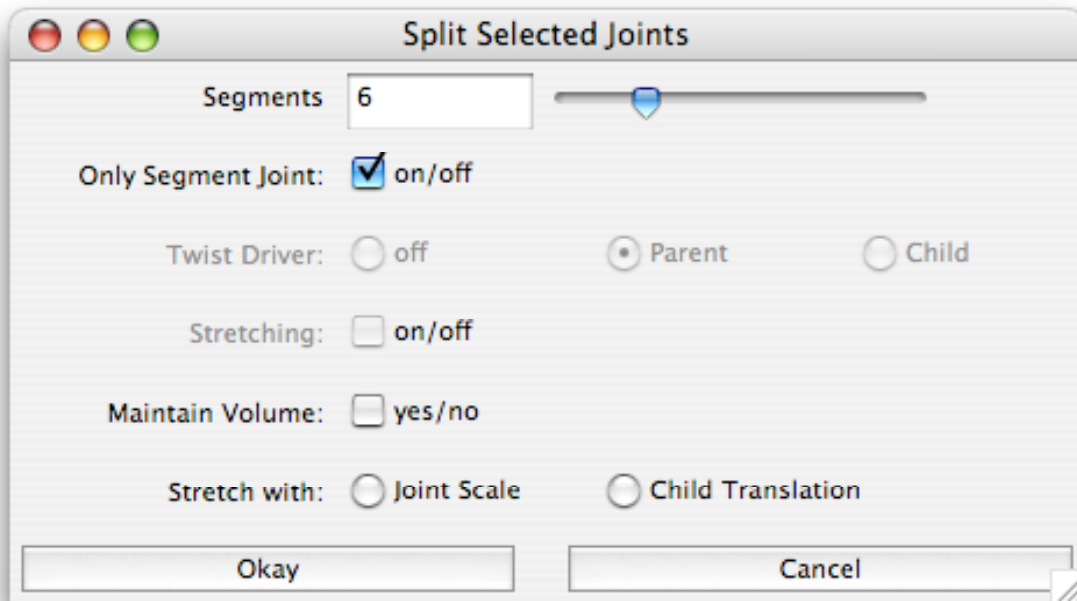 Split Selected Joints
Segments 6
Only Segment Joint: on/off
Twist Driver: off Parent Child
Stretching: on/off
Maintain Volume: yes/no
Stretch with: Joint Scale Child Translation
Okay Cancel